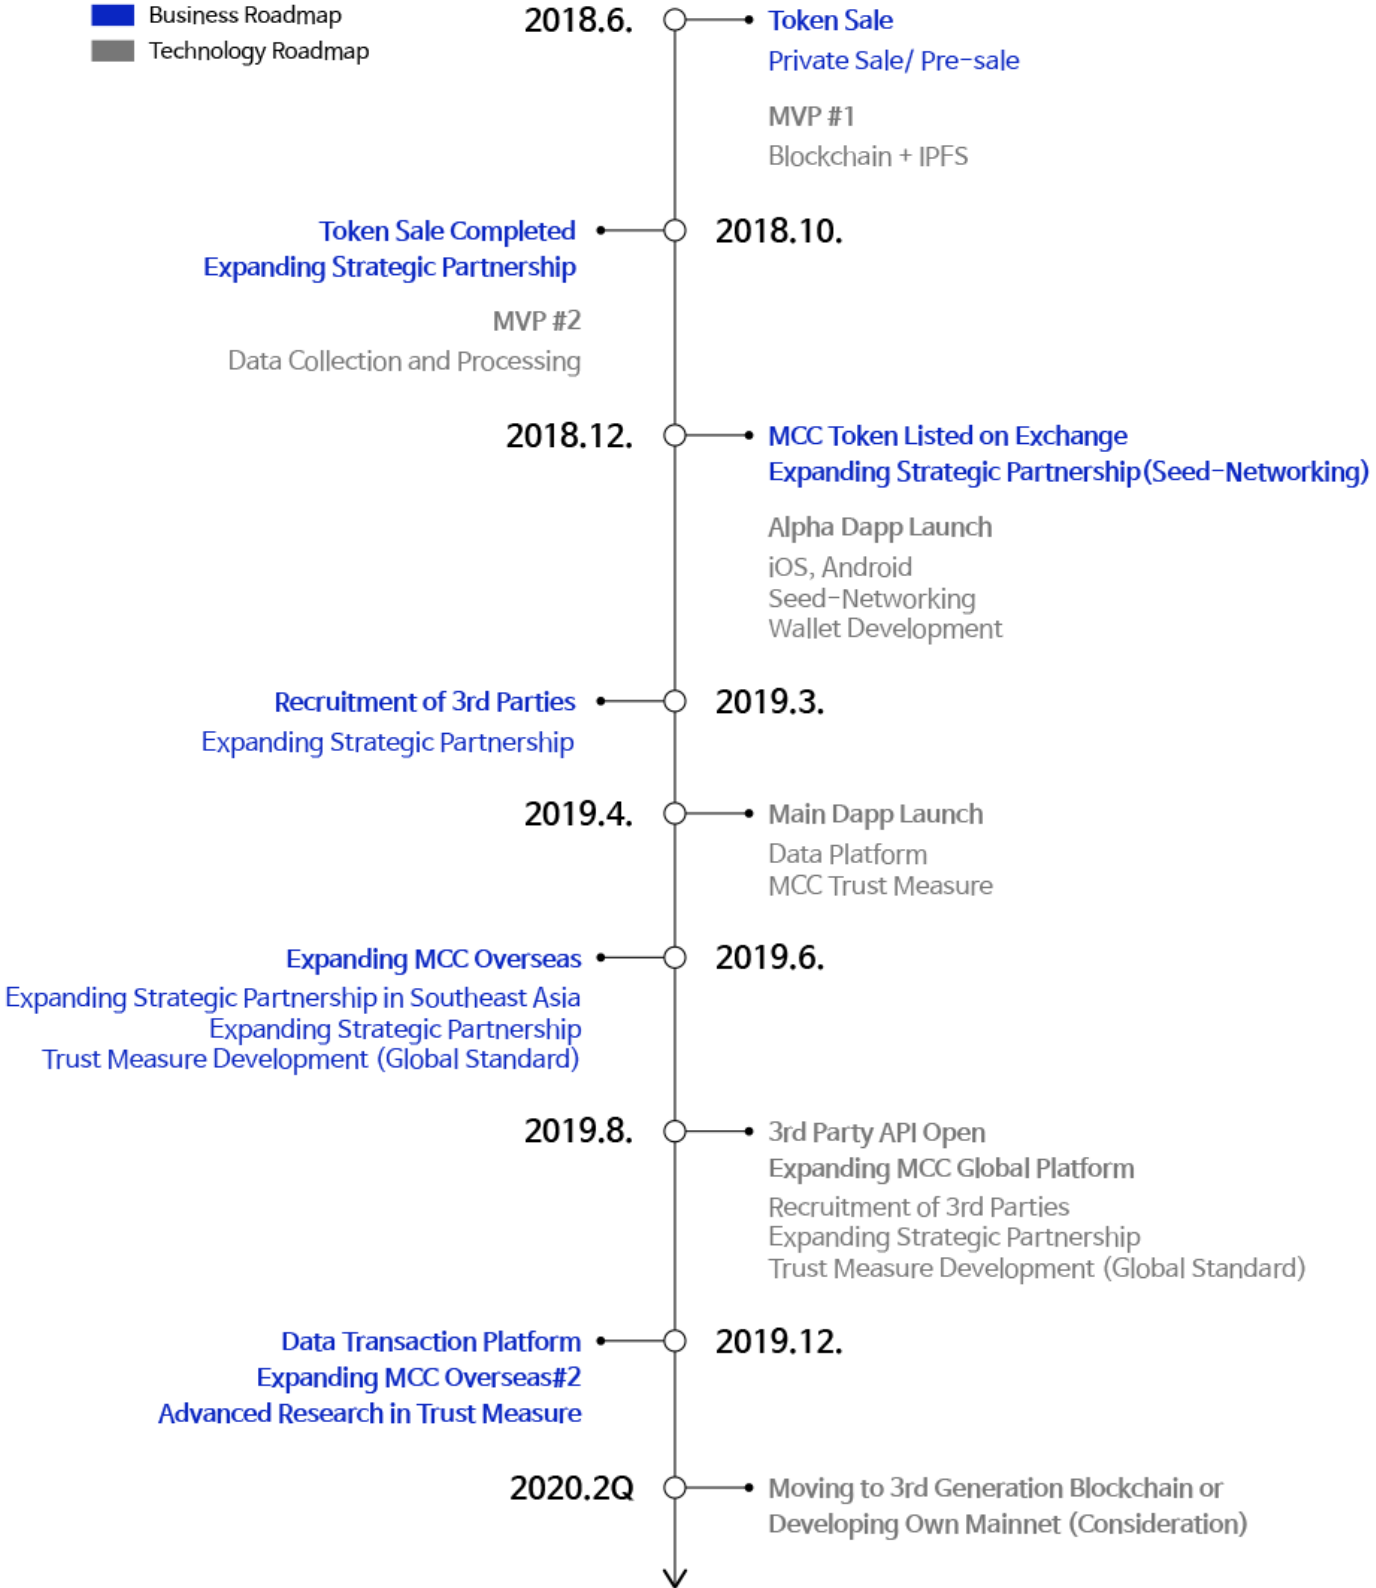 Business Roadmap
Technology Roadmap
2018.6.
Token Sale
Private Sale/ Pre-sale
MVP #1
Blockchain + IPFS
2018.10.
Token Sale Completed
Expanding Strategic Partnership
MVP #2
Data Collection and Processing
2018.12.
MCC Token Listed on Exchange
Expanding Strategic Partnership(Seed-Networking)
Alpha Dapp Launch
iOS, Android
Seed-Networking
Wallet Development
2019.3.
Recruitment of 3rd Parties
Expanding Strategic Partnership
2019.4.
Main Dapp Launch
Data Platform
MCC Trust Measure
2019.6.
Expanding MCC Overseas
Expanding Strategic Partnership in Southeast Asia
Expanding Strategic Partnership
Trust Measure Development (Global Standard)
2019.8.
3rd Party API Open
Expanding MCC Global Platform
Recruitment of 3rd Parties
Expanding Strategic Partnership
Trust Measure Development (Global Standard)
2019.12.
Data Transaction Platform
Expanding MCC Overseas#2
Advanced Research in Trust Measure
2020.2Q
Moving to 3rd Generation Blockchain or
Developing Own Mainnet (Consideration)